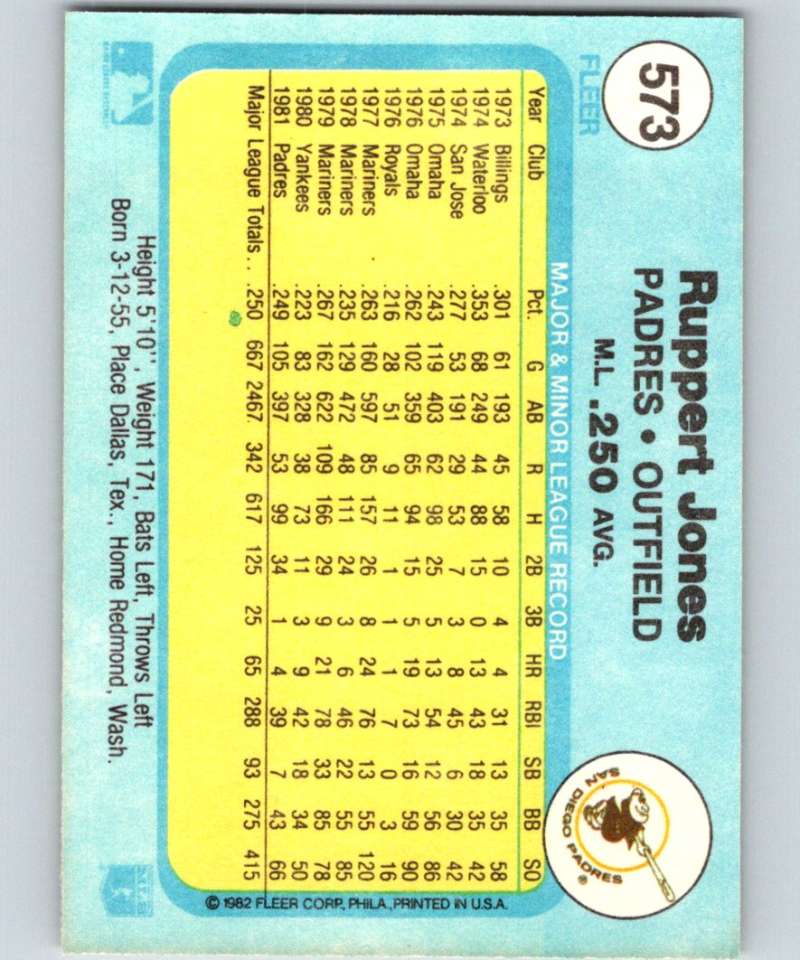 573
FLEER
Ruppert Jones
PADRES • OUTFIELD
M.L. .250 AVG.
SAN DIEGO PADRES ®
MAJOR & MINOR LEAGUE RECORD
Year Club Pct. G AB R H 2B 3B HR RBI SB BB SO
1973 Billings .301 61 193 45 58 10 4 4 31 13 35 58
1974 Waterloo .353 68 249 44 88 15 0 13 43 18 35 42
1974 San Jose .277 53 191 29 53 7 3 8 45 6 30 42
1975 Omaha .243 119 403 62 98 25 5 13 54 12 56 86
1976 Omaha .262 102 359 65 94 15 5 19 73 16 59 90
1976 Royals .216 28 51 9 11 1 1 1 7 0 3 16
1977 Mariners .263 160 597 85 157 26 8 24 76 13 55 120
1978 Mariners .235 129 472 48 111 24 3 6 46 22 55 85
1979 Mariners .267 162 622 109 166 29 9 21 78 33 85 78
1980 Yankees .223 83 328 38 73 11 3 9 42 18 34 50
1981 Padres .249 105 397 53 99 34 1 4 39 7 43 66
Major League Totals.. .250 667 2467. 342 617 125 25 65 288 93 275 415
© 1982 FLEER CORP., PHILA., PRINTED IN U.S.A.
Height 5'10'', Weight 171, Bats Left, Throws Left
Born 3-12-55, Place Dallas, Tex., Home Redmond, Wash.